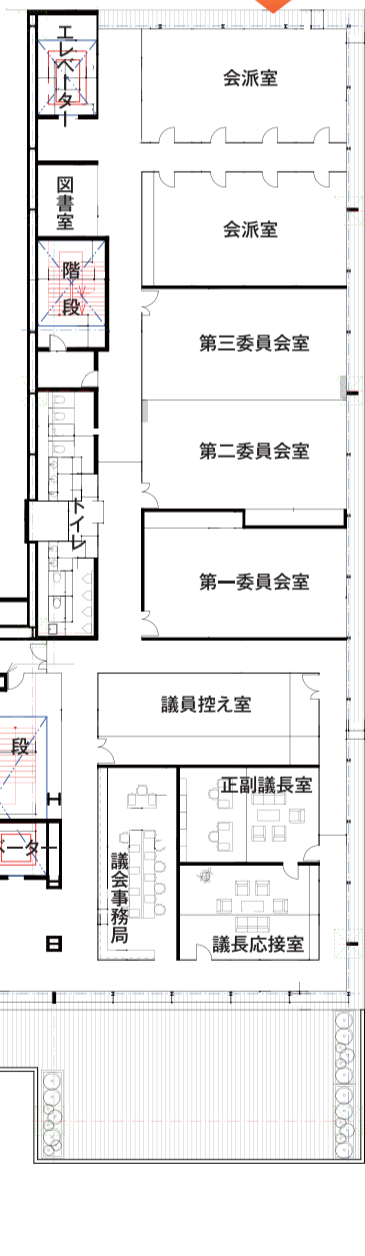 エレベーター
会派室
図書室
会派室
階段
第三委員会室
第二委員会室
トイレ
第一委員会室
議員控え室
段
正副議長室
ベーター
議会事務局
議長応接室